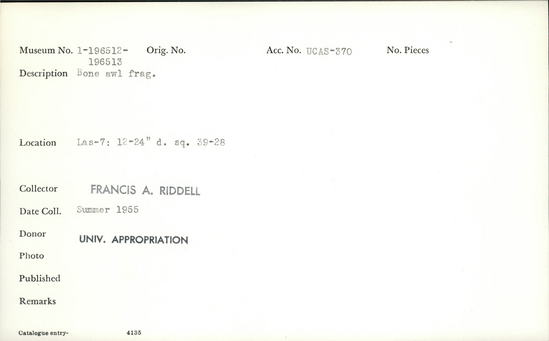 Museum No. 1-196512- Orig. No. Acc. No. UCAS-370 No. Pieces
196513
Description Bone awl frag.
Location Las-7: 12-24" d. sq. 39-28
Collector FRANCIS A. RIDDELL
Date Coll. Summer 1955
Donor UNIV. APPROPRIATION
Photo
Published
Remarks
Catalogue entry- 4135